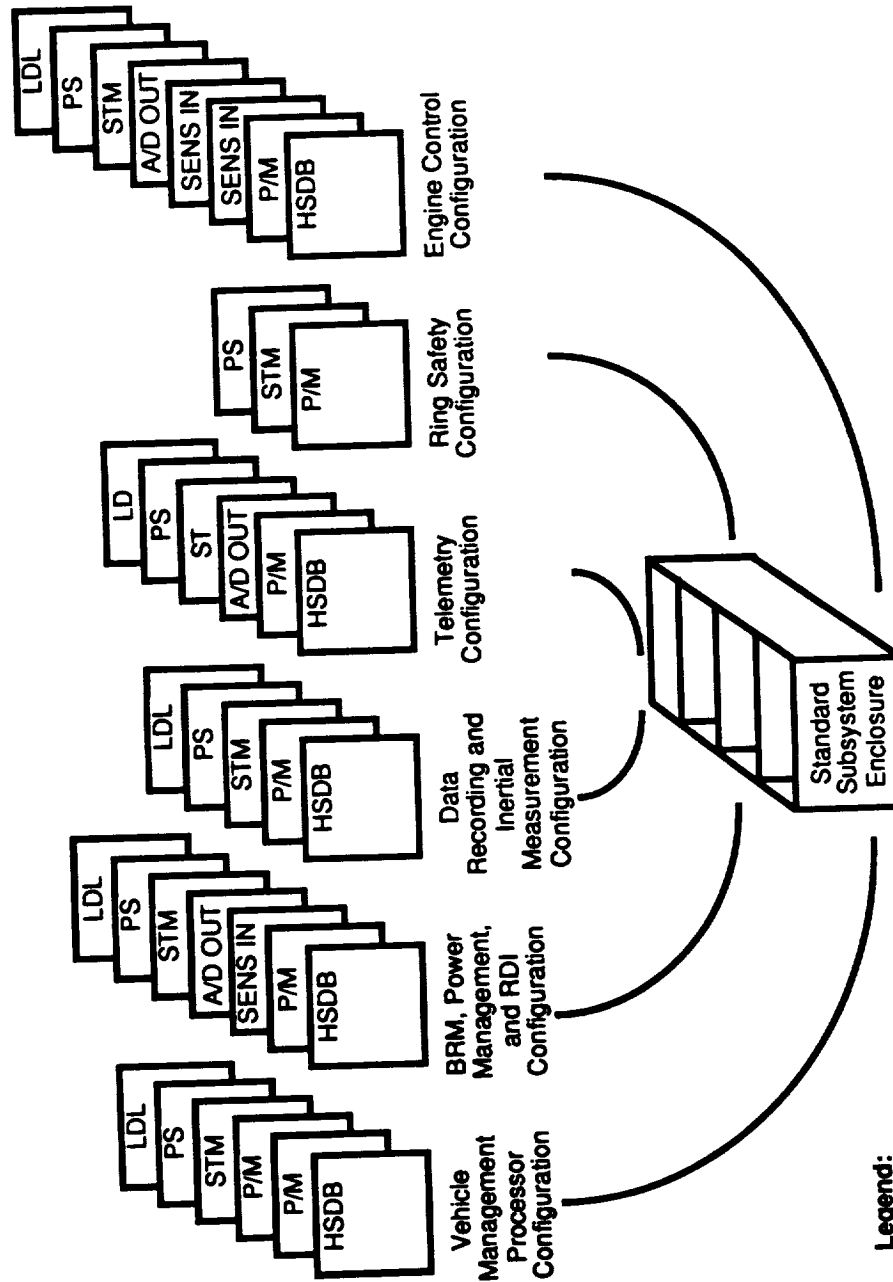 LDL
PS
STM
P/M
P/M
HSDB
Vehicle
Management
Processor
Configuration
LDL
PS
STM
A/D OUT
SENS IN
P/M
HSDB
BRM, Power
Management,
and RDI
Configuration
LDL
PS
STM
P/M
HSDB
Data
Recording and
Inertial
Measurement
Configuration
LD
PS
ST
A/D OUT
P/M
HSDB
Telemetry
Configuration
PS
STM
P/M
Ring Safety
Configuration
LDL
PS
STM
A/D OUT
SENS IN
SENS IN
P/M
HSDB
Engine Control
Configuration
Standard
Subsystem
Enclosure
Legend: